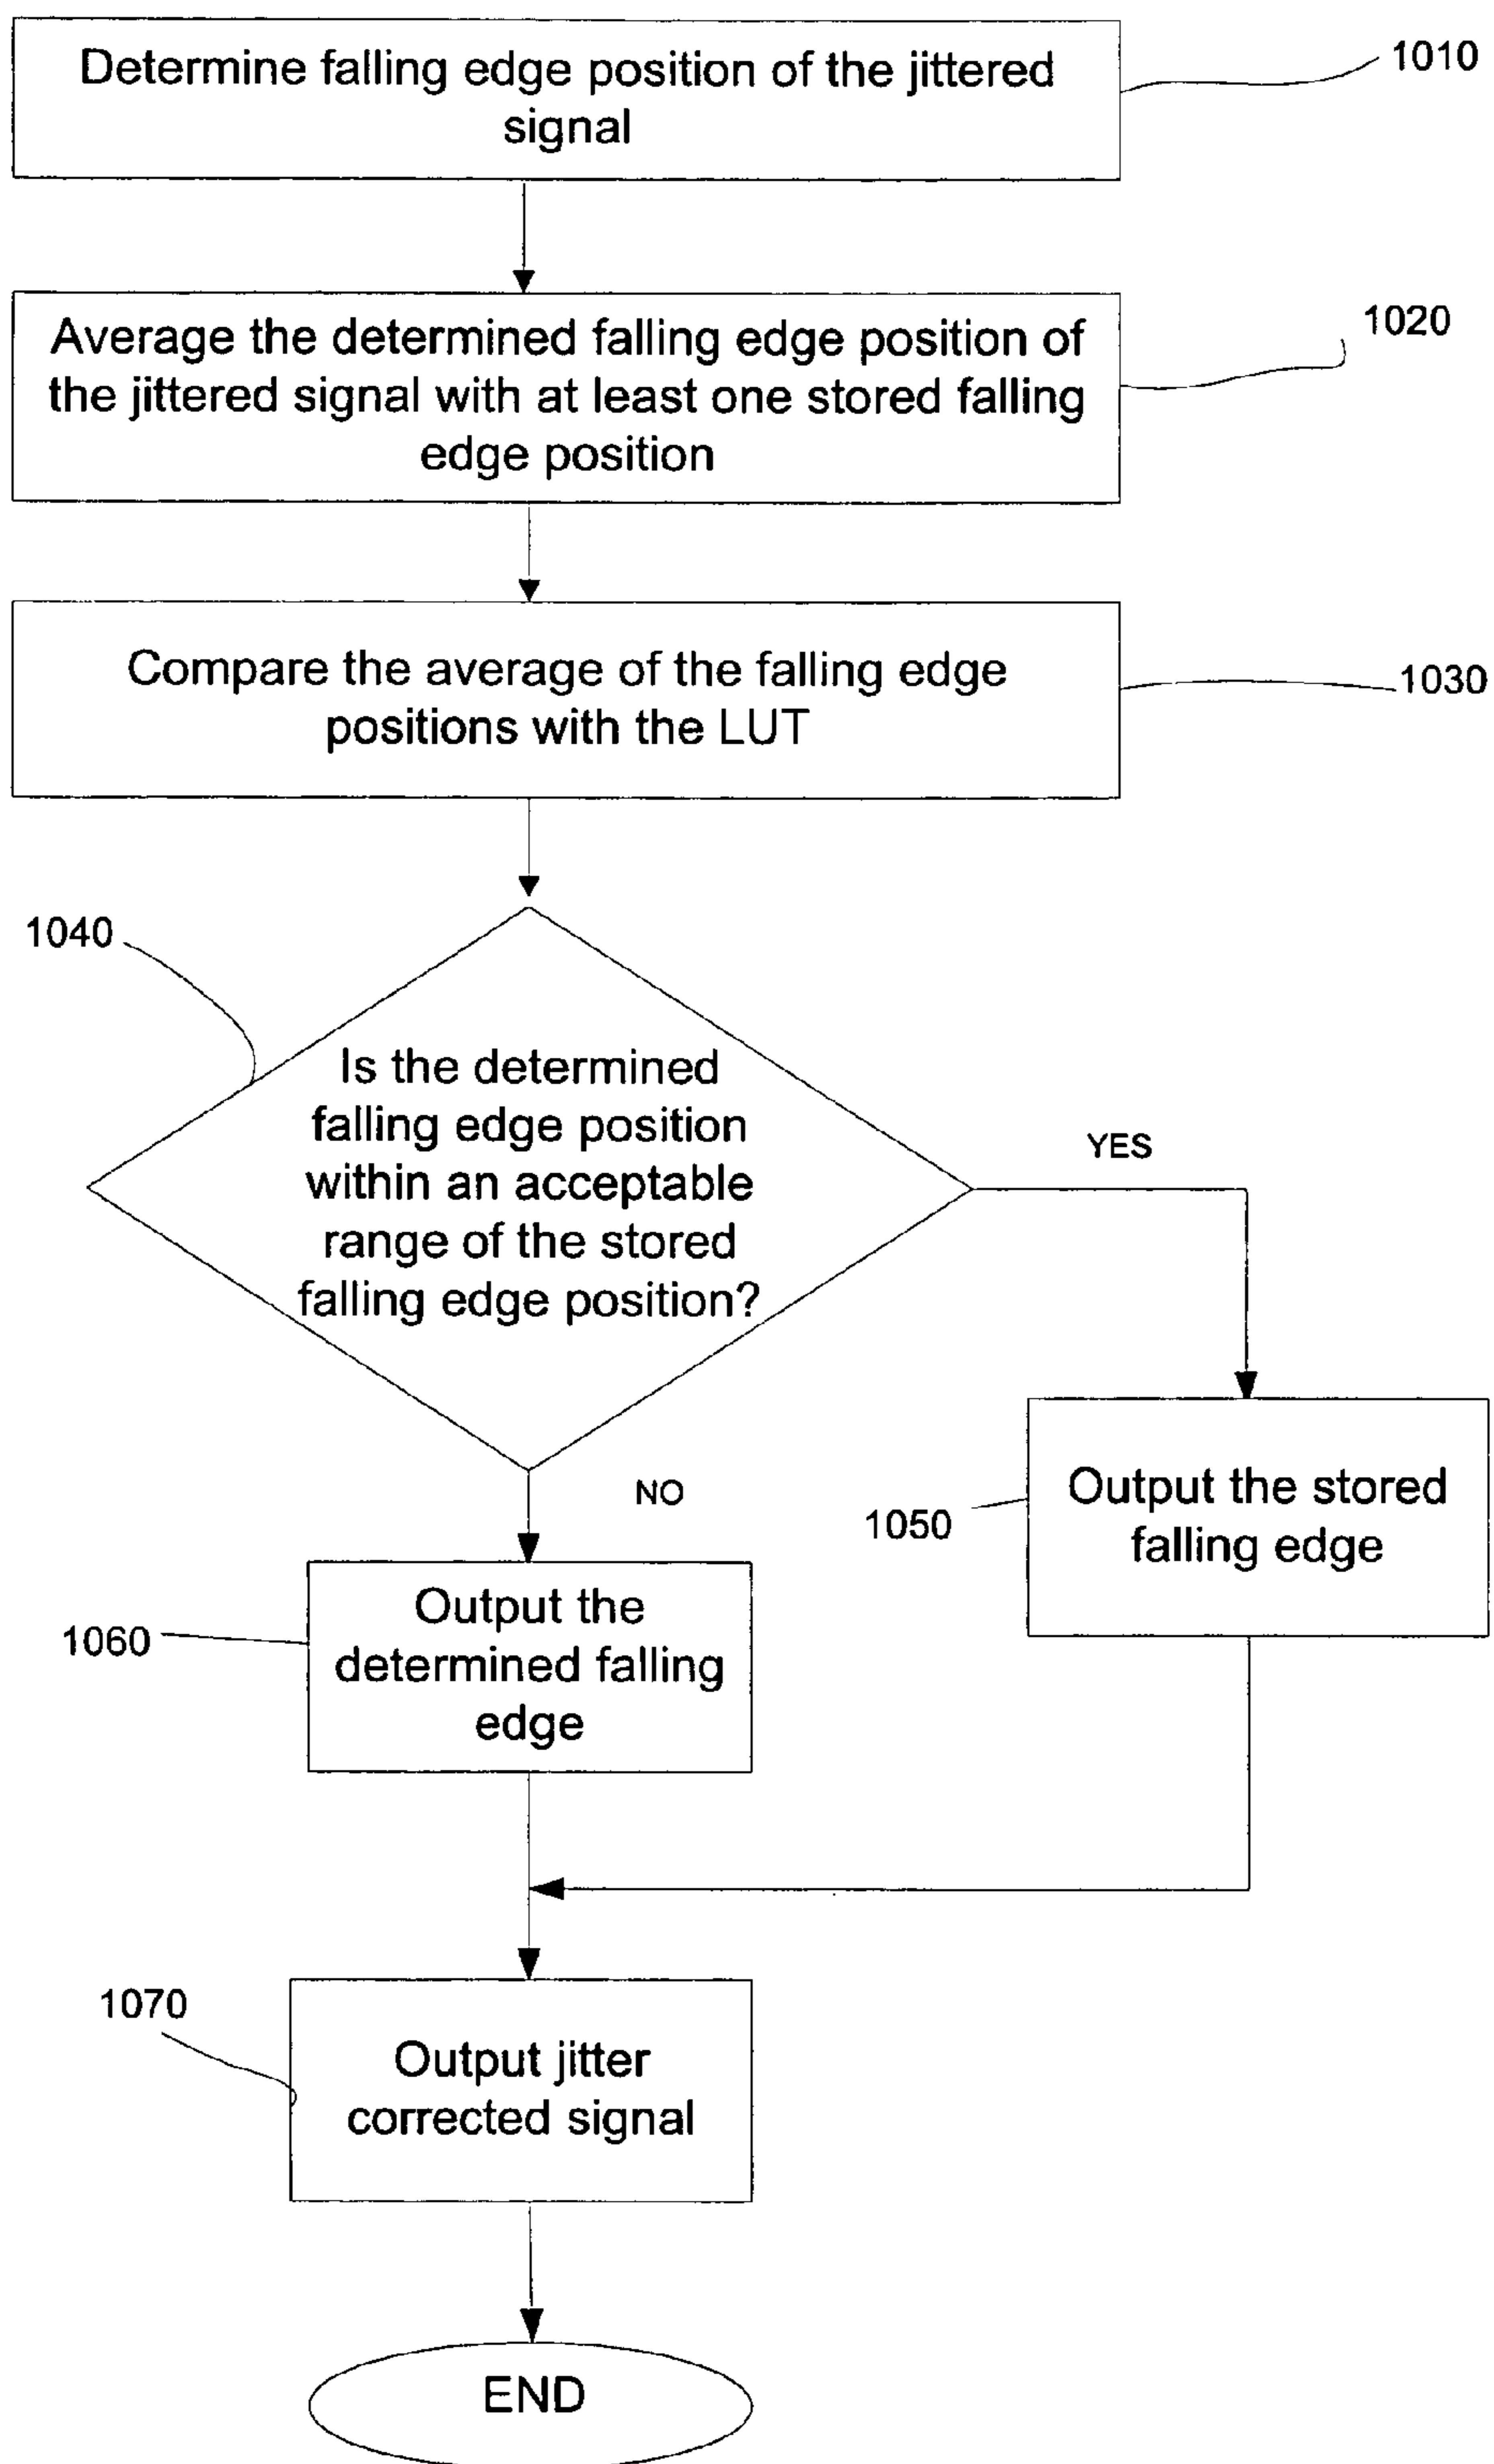 Determine falling edge position of the jittered
signal
1010
Average the determined falling edge position of
the jittered signal with at least one stored falling
edge position
1020
Compare the average of the falling edge
positions with the LUT
1030
1040
Is the determined
falling edge position
within an acceptable
range of the stored
falling edge position?
YES
NO
1050
Output the stored
falling edge
1060
Output the
determined falling
edge
1070
Output jitter
corrected signal
END